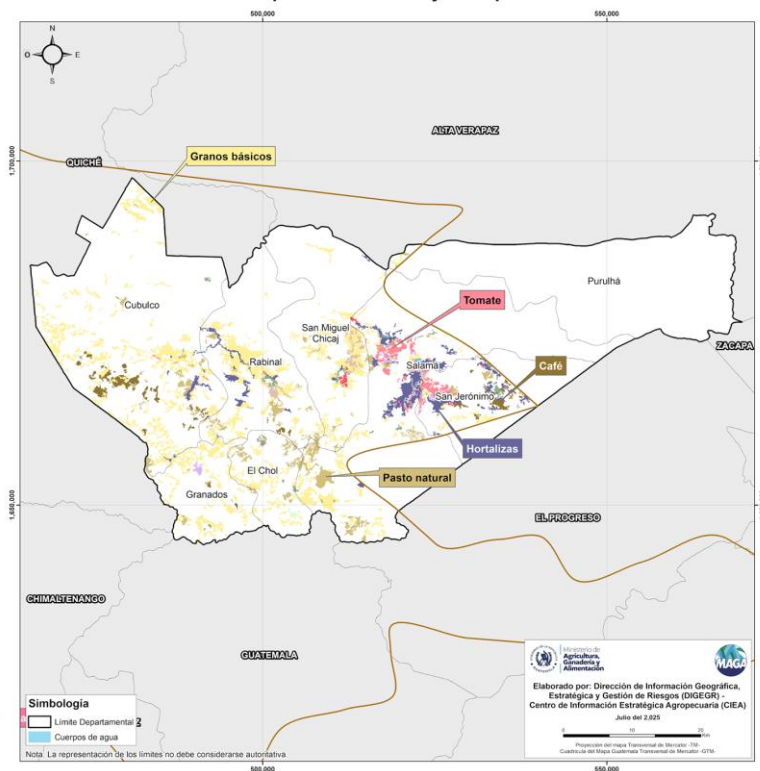 500,000
550,000
N
O
E
S
ALTA VERAPAZ
1,700,000
QUICHÉ
Granos básicos
Purulhá
Cubulco
Tomate
San Miguel
Chicaj
ZACAPA
Rabinal
Salamá
Café
San Jerónimo
Hortalizas
El Chol
Pasto natural
Granados
1,650,000
EL PROGRESO
CHIMALTENANGO
GUATEMALA
Ministerio de
Agricultura,
Ganadería y
Alimentación
MAGA
Elaborado por: Dirección de Información Geográfica,
Estratégica y Gestión de Riesgos (DIGEGR) -
Centro de Información Estratégica Agropecuaria (CIEA)
Julio del 2,025
0 10 20
Km
Proyección del mapa Transversal de Mercator -TM-
Cuadrícula del Mapa Guatemala Transversal de Mercator -GTM-
Simbología
Límite Departamental
Cuerpos de agua
Nota: La representación de los límites no debe considerarse autoritativa.
500,000
550,000